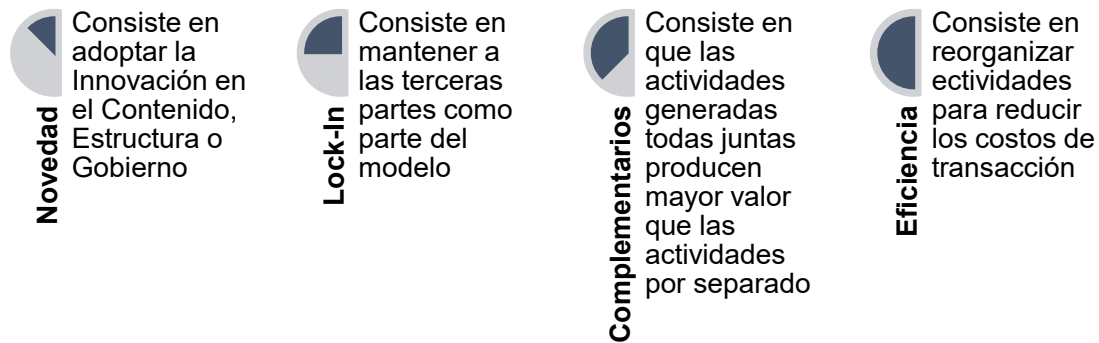 Novedad
Consiste en
adoptar la
Innovación en
el Contenido,
Estructura o
Gobierno
Lock-In
Consiste en
mantener a
las terceras
partes como
parte del
modelo
Complementarios
Consiste en
que las
actividades
generadas
todas juntas
producen
mayor valor
que las
actividades
por separado
Eficiencia
Consiste en
reorganizar
ectividades
para reducir
los costos de
transacción